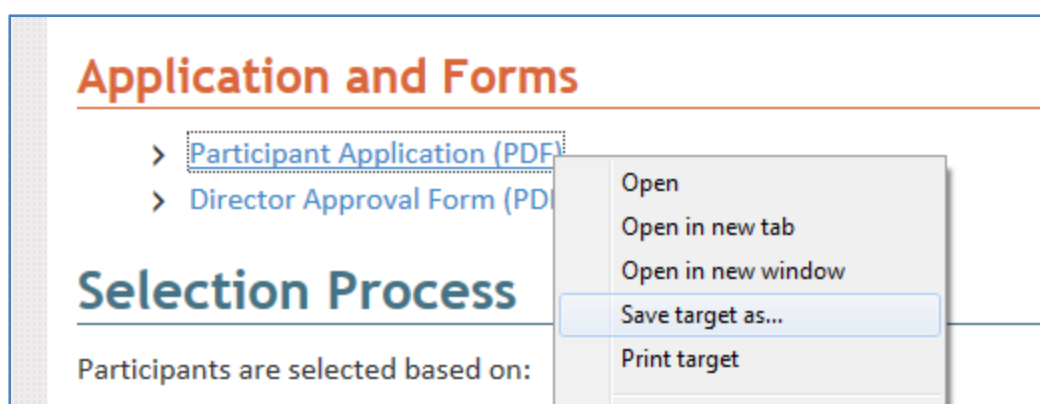 Application and Forms
Participant Application (PDF)
Director Approval Form (PD
Open
Open in new tab
Open in new window
Save target as...
Print target
Selection Process
Participants are selected based on: